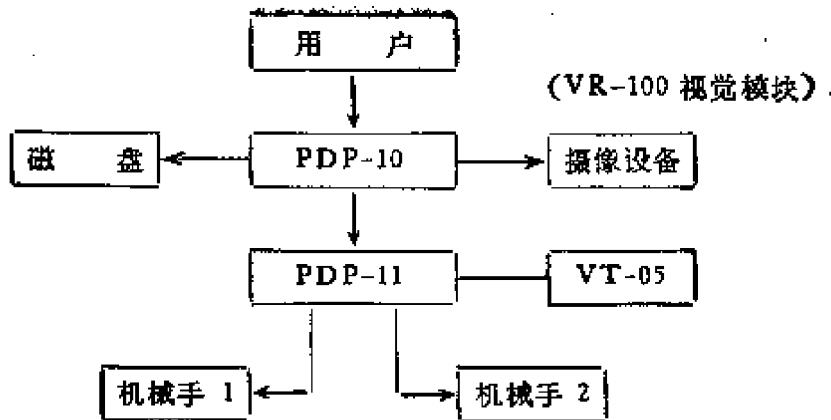 用 户
(VR-100 视觉模块)
磁 盘
PDP-10
摄像设备
PDP-11
VT-05
机械手 1
机械手 2